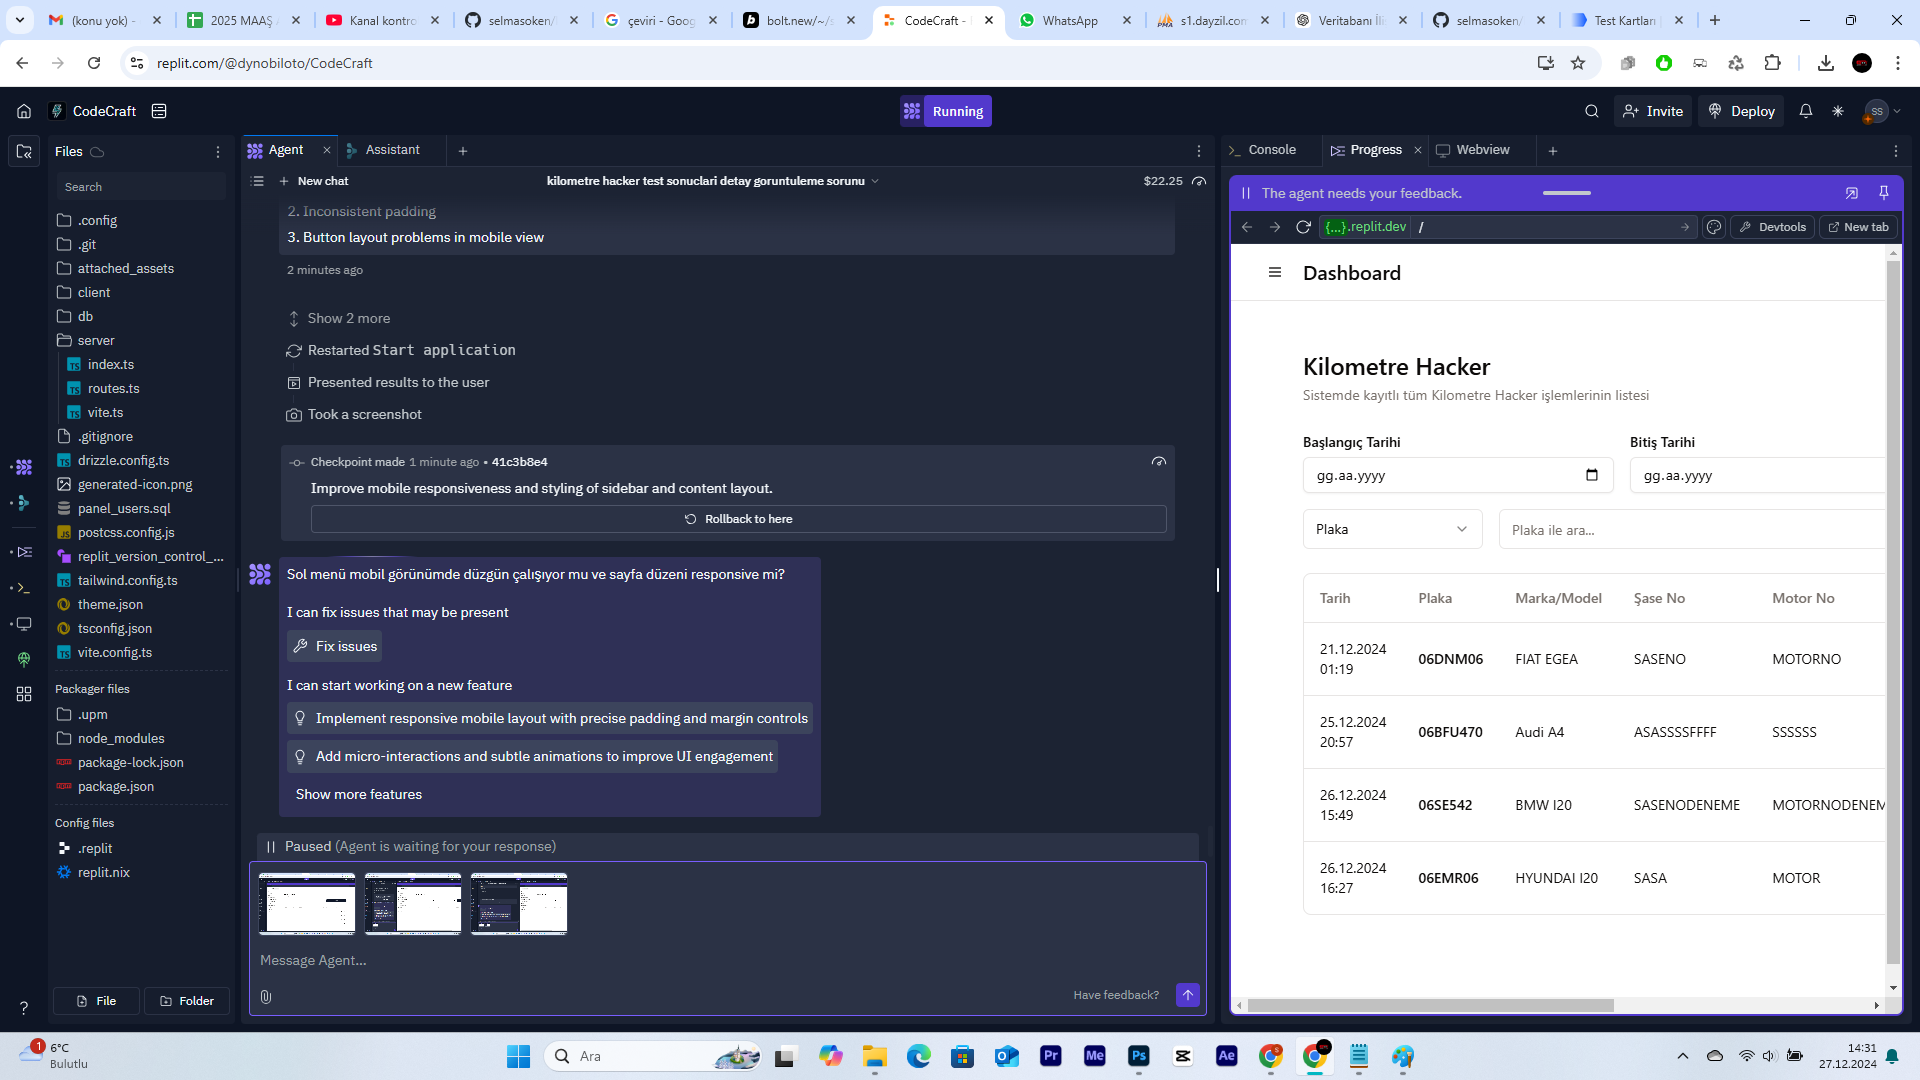 (konu yok) -
2025 MAAŞ
Kanal kontro
selmasoken/
çeviri - Goog
bolt.new/~/s
CodeCraft -
WhatsApp
s1.dayzil.com
Veritabanı İli
selmasoken/
Test Kartları
replit.com/@dynobiloto/CodeCraft
CodeCraft
Running
Invite
Deploy
SS
Files
Search
.config
.git
attached_assets
client
db
server
index.ts
routes.ts
vite.ts
.gitignore
drizzle.config.ts
generated-icon.png
panel_users.sql
postcss.config.js
replit_version_control_...
tailwind.config.ts
theme.json
tsconfig.json
vite.config.ts
Packager files
.upm
node_modules
package-lock.json
package.json
Config files
.replit
replit.nix
File
Folder
Agent
Assistant
New chat
kilometre hacker test sonuclari detay goruntuleme sorunu
$22.25
2. Inconsistent padding
3. Button layout problems in mobile view
2 minutes ago
Show 2 more
Restarted Start application
Presented results to the user
Took a screenshot
Checkpoint made 1 minute ago • 41c3b8e4
Improve mobile responsiveness and styling of sidebar and content layout.
Rollback to here
Sol menü mobil görünümde düzgün çalışıyor mu ve sayfa düzeni responsive mi?
I can fix issues that may be present
Fix issues
I can start working on a new feature
Implement responsive mobile layout with precise padding and margin controls
Add micro-interactions and subtle animations to improve UI engagement
Show more features
Paused (Agent is waiting for your response)
Message Agent...
Have feedback?
Console
Progress
Webview
The agent needs your feedback.
{...}.replit.dev /
Devtools
New tab
Dashboard
Kilometre Hacker
Sistemde kayıtlı tüm Kilometre Hacker işlemlerinin listesi
Başlangıç Tarihi
Bitiş Tarihi
gg.aa.yyyy
gg.aa.yyyy
Plaka
Plaka ile ara...
Tarih Plaka Marka/Model Şase No Motor No
21.12.2024 01:19 06DNM06 FIAT EGEA SASENO MOTORNO
25.12.2024 20:57 06BFU470 Audi A4 ASASSSSFFFF SSSSSS
26.12.2024 15:49 06SE542 BMW I20 SASENODENEME MOTORNODENEM
26.12.2024 16:27 06EMR06 HYUNDAI I20 SASA MOTOR
1
6°C
Bulutlu
Ara
14:31
27.12.2024